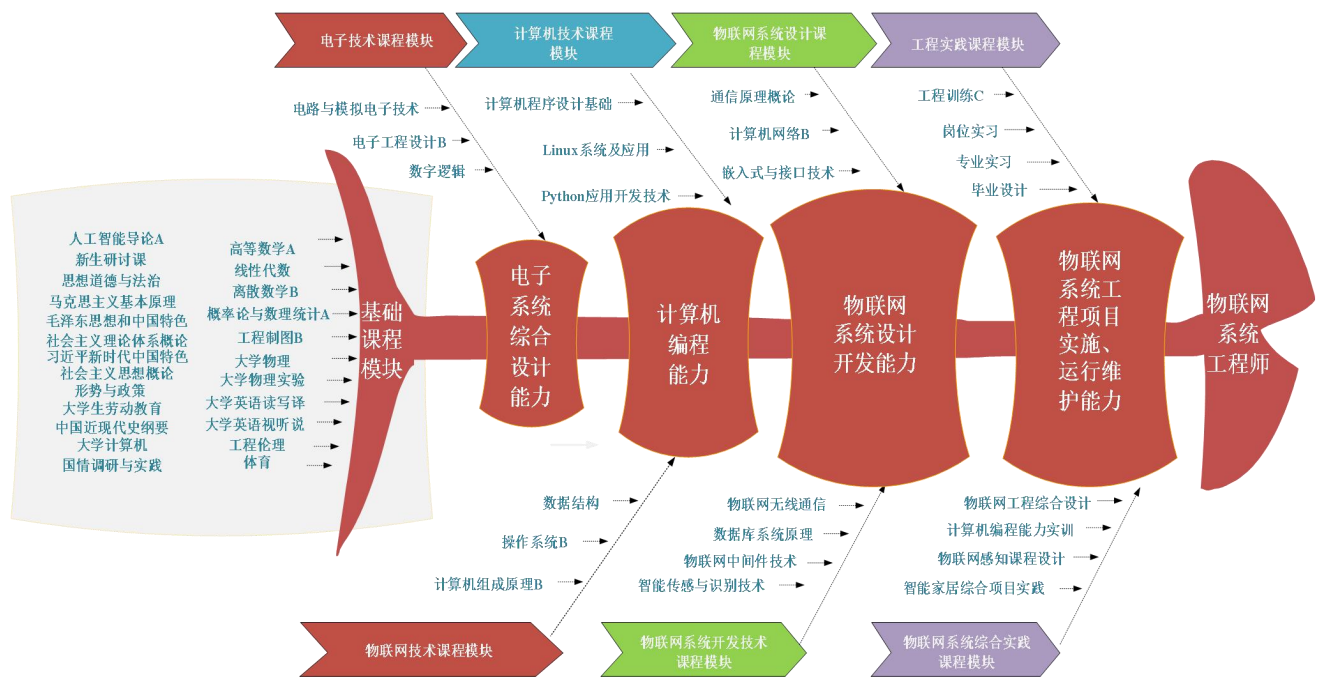 电子技术课程模块
计算机技术课程
模块
物联网系统设计课
程模块
工程实践课程模块
电路与模拟电子技术
电子工程设计B
数字逻辑
计算机程序设计基础
Linux系统及应用
Python应用开发技术
通信原理概论
计算机网络B
嵌入式与接口技术
工程训练C
岗位实习
专业实习
毕业设计
人工智能导论A
新生研讨课
思想道德与法治
马克思主义基本原理
毛泽东思想和中国特色
社会主义理论体系概论
习近平新时代中国特色
社会主义思想概论
形势与政策
大学生劳动教育
中国近现代史纲要
大学计算机
国情调研与实践
高等数学A
线性代数
离散数学B
概率论与数理统计A
工程制图B
大学物理
大学物理实验
大学英语读写译
大学英语视听说
工程伦理
体育
基础
课程
模块
电子
系统
综合
设计
能力
计算机
编程
能力
物联网
系统设计
开发能力
物联网
系统工
程项目
实施、
运行维
护能力
物联网
系统
工程师
数据结构
操作系统B
计算机组成原理B
物联网无线通信
数据库系统原理
物联网中间件技术
智能传感与识别技术
物联网工程综合设计
计算机编程能力实训
物联网感知课程设计
智能家居综合项目实践
物联网技术课程模块
物联网系统开发技术
课程模块
物联网系统综合实践
课程模块